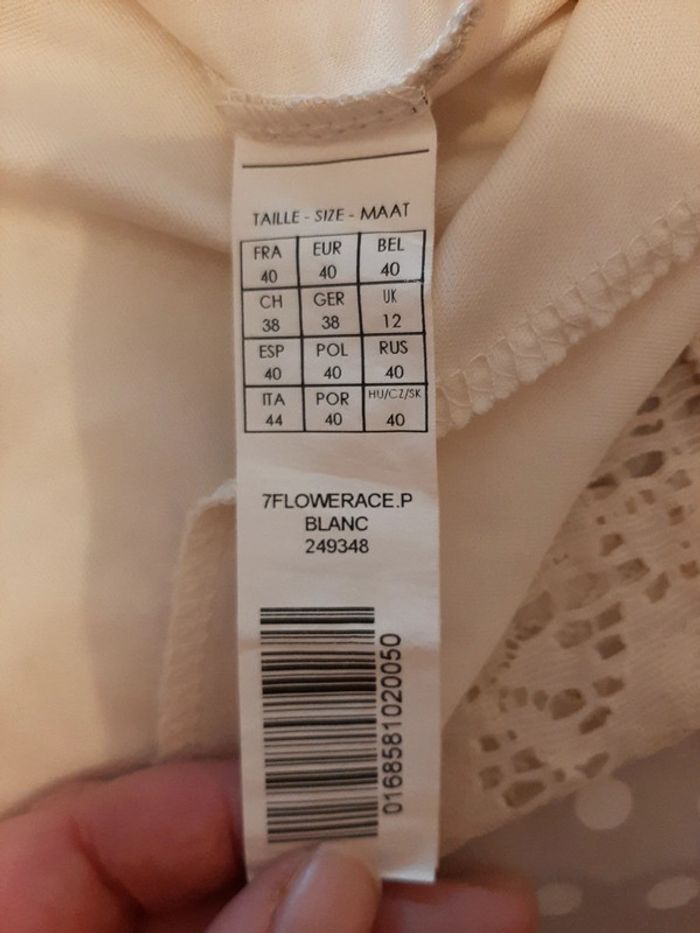 TAILLE - SIZE - MAAT
FRA EUR BEL
40 40 40
CH GER UK
38 38 12
ESP POL RUS
40 40 40
ITA POR HU/CZ/SK
44 40 40
7FLOWERACE.P
BLANC
249348
0168581020050